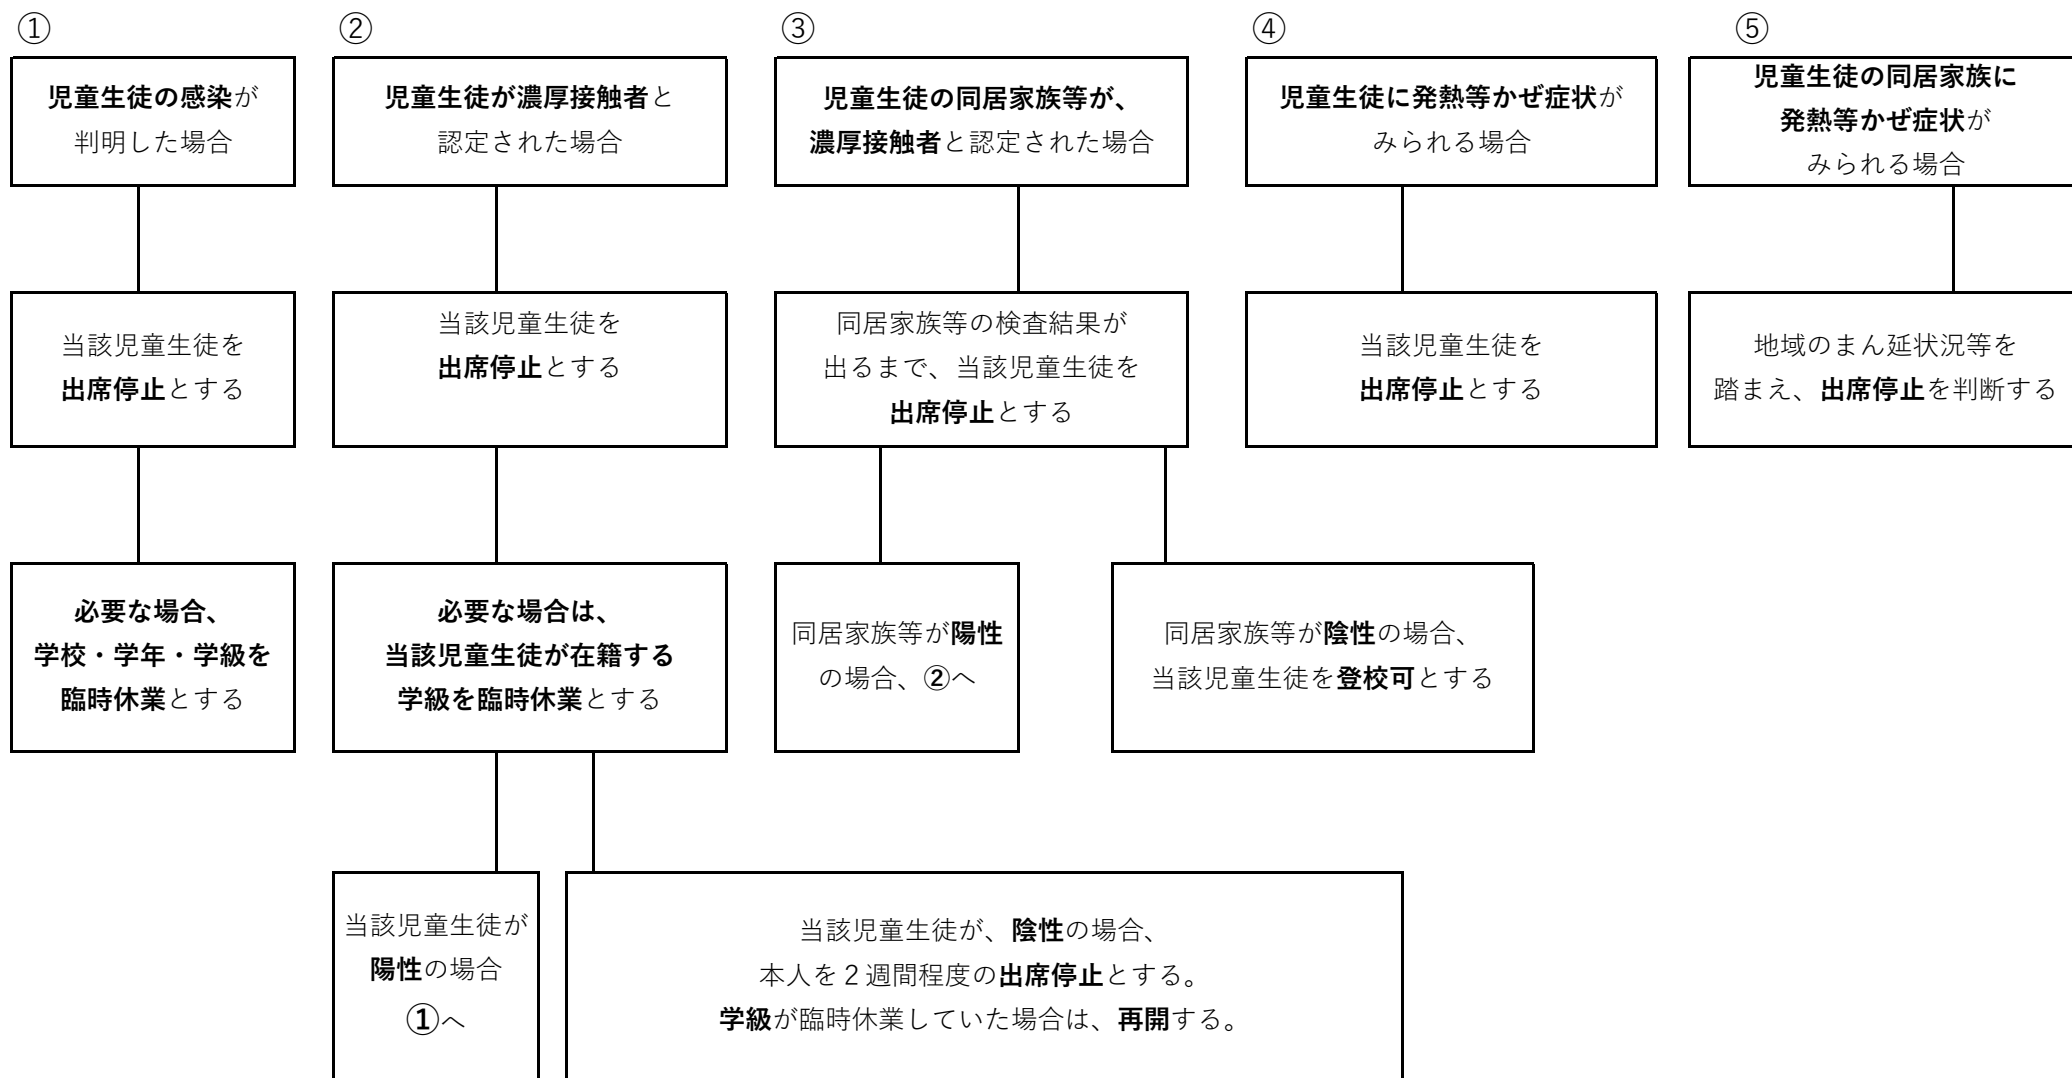 ①
児童生徒の感染が
判明した場合
当該児童生徒を
出席停止とする
必要な場合、
学校・学年・学級を
臨時休業とする
②
児童生徒が濃厚接触者と
認定された場合
当該児童生徒を
出席停止とする
必要な場合は、
当該児童生徒が在籍する
学級を臨時休業とする
当該児童生徒が
陽性の場合
①へ
当該児童生徒が、陰性の場合、
本人を２週間程度の出席停止とする。
学級が臨時休業していた場合は、再開する。
③
児童生徒の同居家族等が、
濃厚接触者と認定された場合
同居家族等の検査結果が
出るまで、当該児童生徒を
出席停止とする
同居家族等が陽性
の場合、②へ
同居家族等が陰性の場合、
当該児童生徒を登校可とする
④
児童生徒に発熱等かぜ症状が
みられる場合
当該児童生徒を
出席停止とする
⑤
児童生徒の同居家族に
発熱等かぜ症状が
みられる場合
地域のまん延状況等を
踏まえ、出席停止を判断する